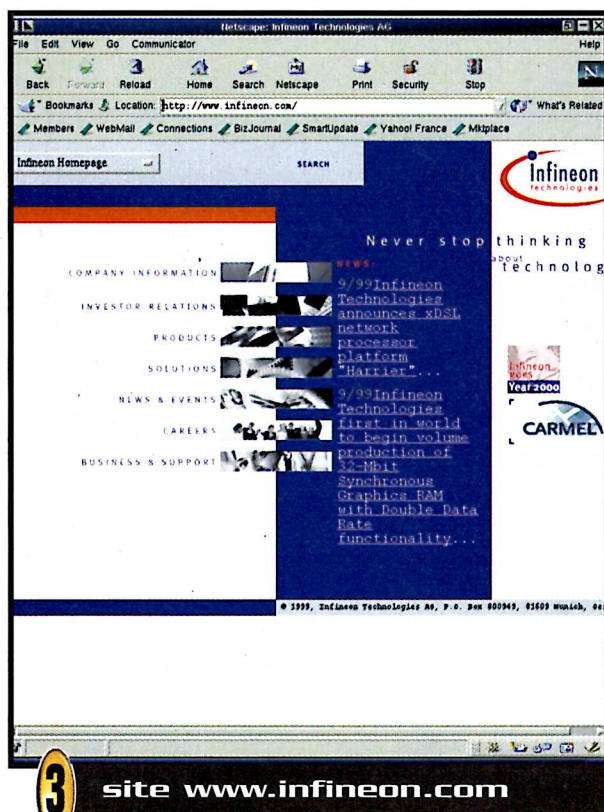 Netscape: Infineon Technologies AG
File Edit View Go Communicator Help
Back Forward Reload Home Search Netscape Print Security Stop
N
Bookmarks Location: http://www.infineon.com/ What's Related
Members WebMail Connections BizJournal SmartUpdate Yahoo! France Mktplace
Infineon Homepage
SEARCH
Infineon
technologies
Never stop thinking
about
technolog
COMPANY INFORMATION
INVESTOR RELATIONS
PRODUCTS
SOLUTIONS
NEWS & EVENTS
CAREERS
BUSINESS & SUPPORT
NEWS:
9/99Infineon
Technologies
announces xDSL
network
processor
platform
"Harrier"...
9/99Infineon
Technologies
first in world
to begin volume
production of
32-Mbit
Synchronous
Graphics RAM
with Double Data
Rate
functionality...
Infineon
goes
Year 2000
CARMEL
© 1999, Infineon Technologies AG, P.O. Box 800949, 81609 Munich, Ge
3 site www.infineon.com